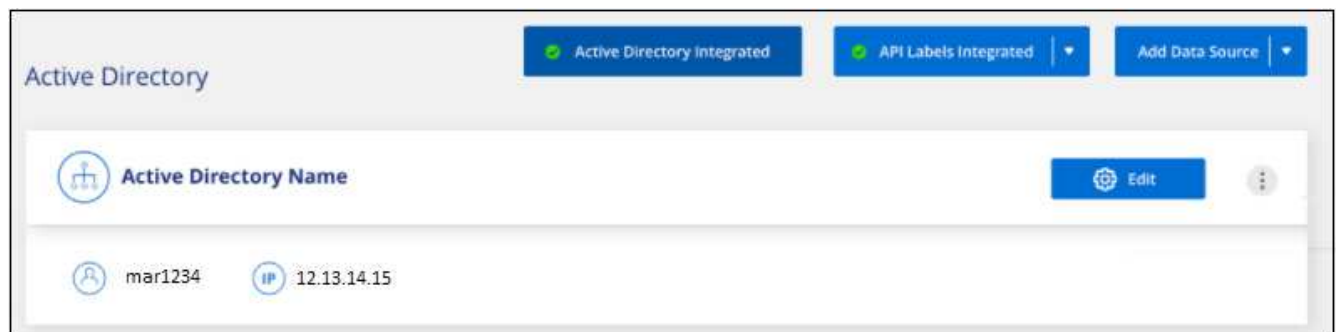 Active Directory Integrated
API Labels Integrated
Add Data Source
Active Directory
Active Directory Name
Edit
mar1234
IP
12.13.14.15